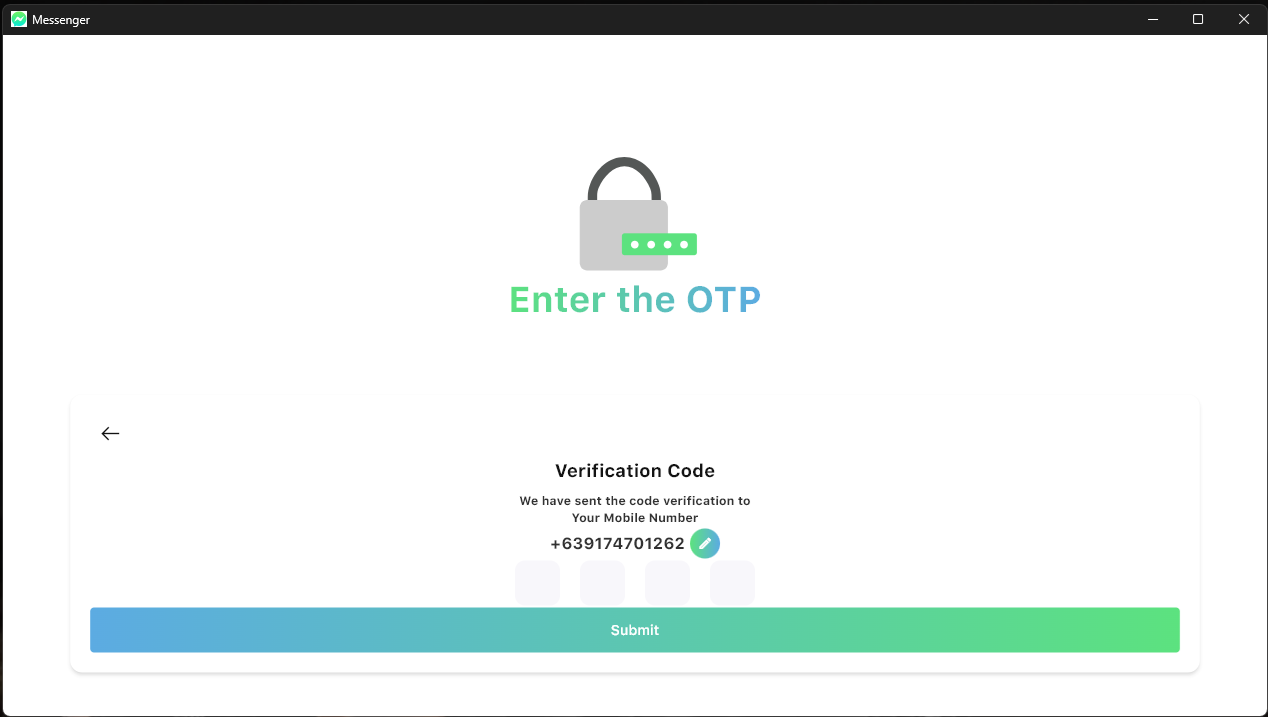 Messenger
Enter the OTP
Verification Code
We have sent the code verification to
Your Mobile Number
+639174701262
Submit